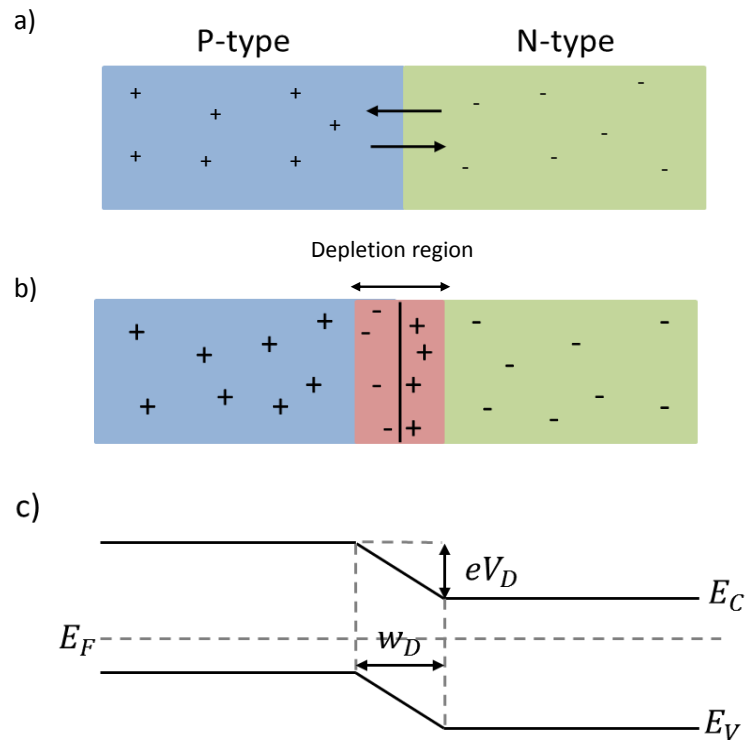 a)
P-type N-type
+ + + + + + +
- - - - - - -
Depletion region
b)
+ + + + + + + +
- - - -
+ + + +
- - - - - - - -
c)
eV_D
E_C
E_F
w_D
E_V